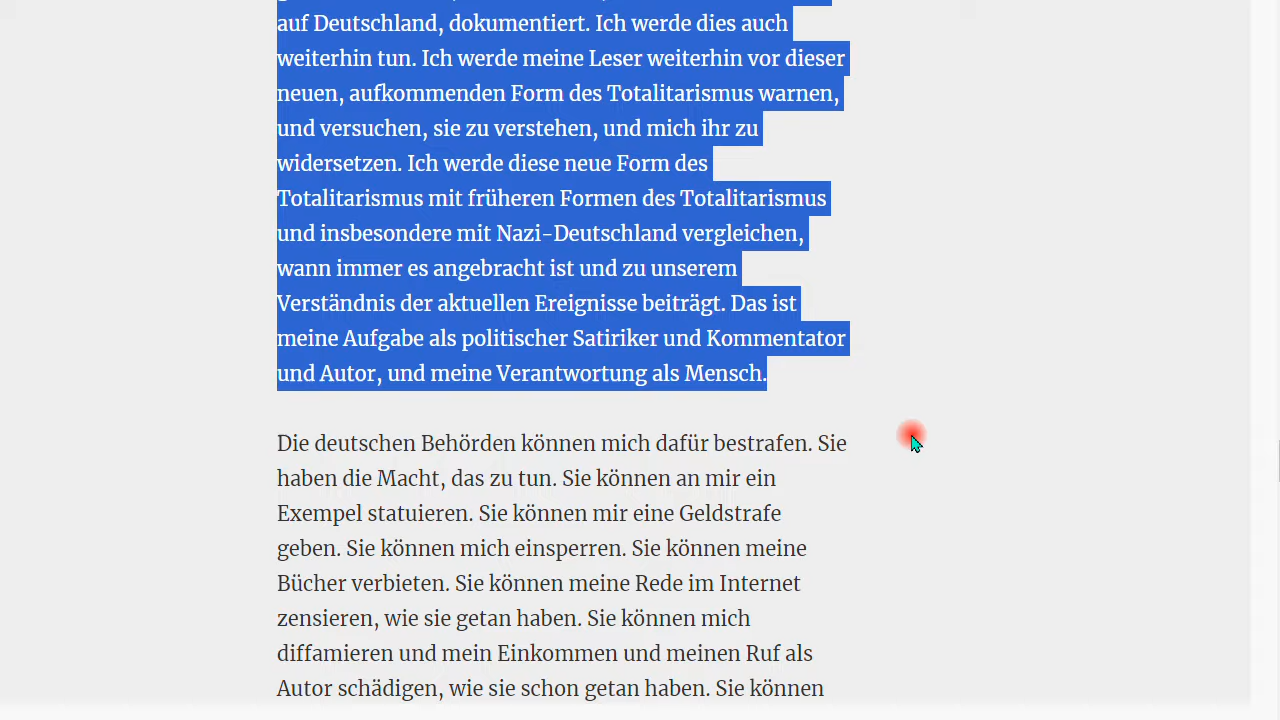 auf Deutschland, dokumentiert. Ich werde dies auch
weiterhin tun. Ich werde meine Leser weiterhin vor dieser
neuen, aufkommenden Form des Totalitarismus warnen,
und versuchen, sie zu verstehen, und mich ihr zu
widersetzen. Ich werde diese neue Form des
Totalitarismus mit früheren Formen des Totalitarismus
und insbesondere mit Nazi-Deutschland vergleichen,
wann immer es angebracht ist und zu unserem
Verständnis der aktuellen Ereignisse beiträgt. Das ist
meine Aufgabe als politischer Satiriker und Kommentator
und Autor, und meine Verantwortung als Mensch.
Die deutschen Behörden können mich dafür bestrafen. Sie
haben die Macht, das zu tun. Sie können an mir ein
Exempel statuieren. Sie können mir eine Geldstrafe
geben. Sie können mich einsperren. Sie können meine
Bücher verbieten. Sie können meine Rede im Internet
zensieren, wie sie getan haben. Sie können mich
diffamieren und mein Einkommen und meinen Ruf als
Autor schädigen, wie sie schon getan haben. Sie können